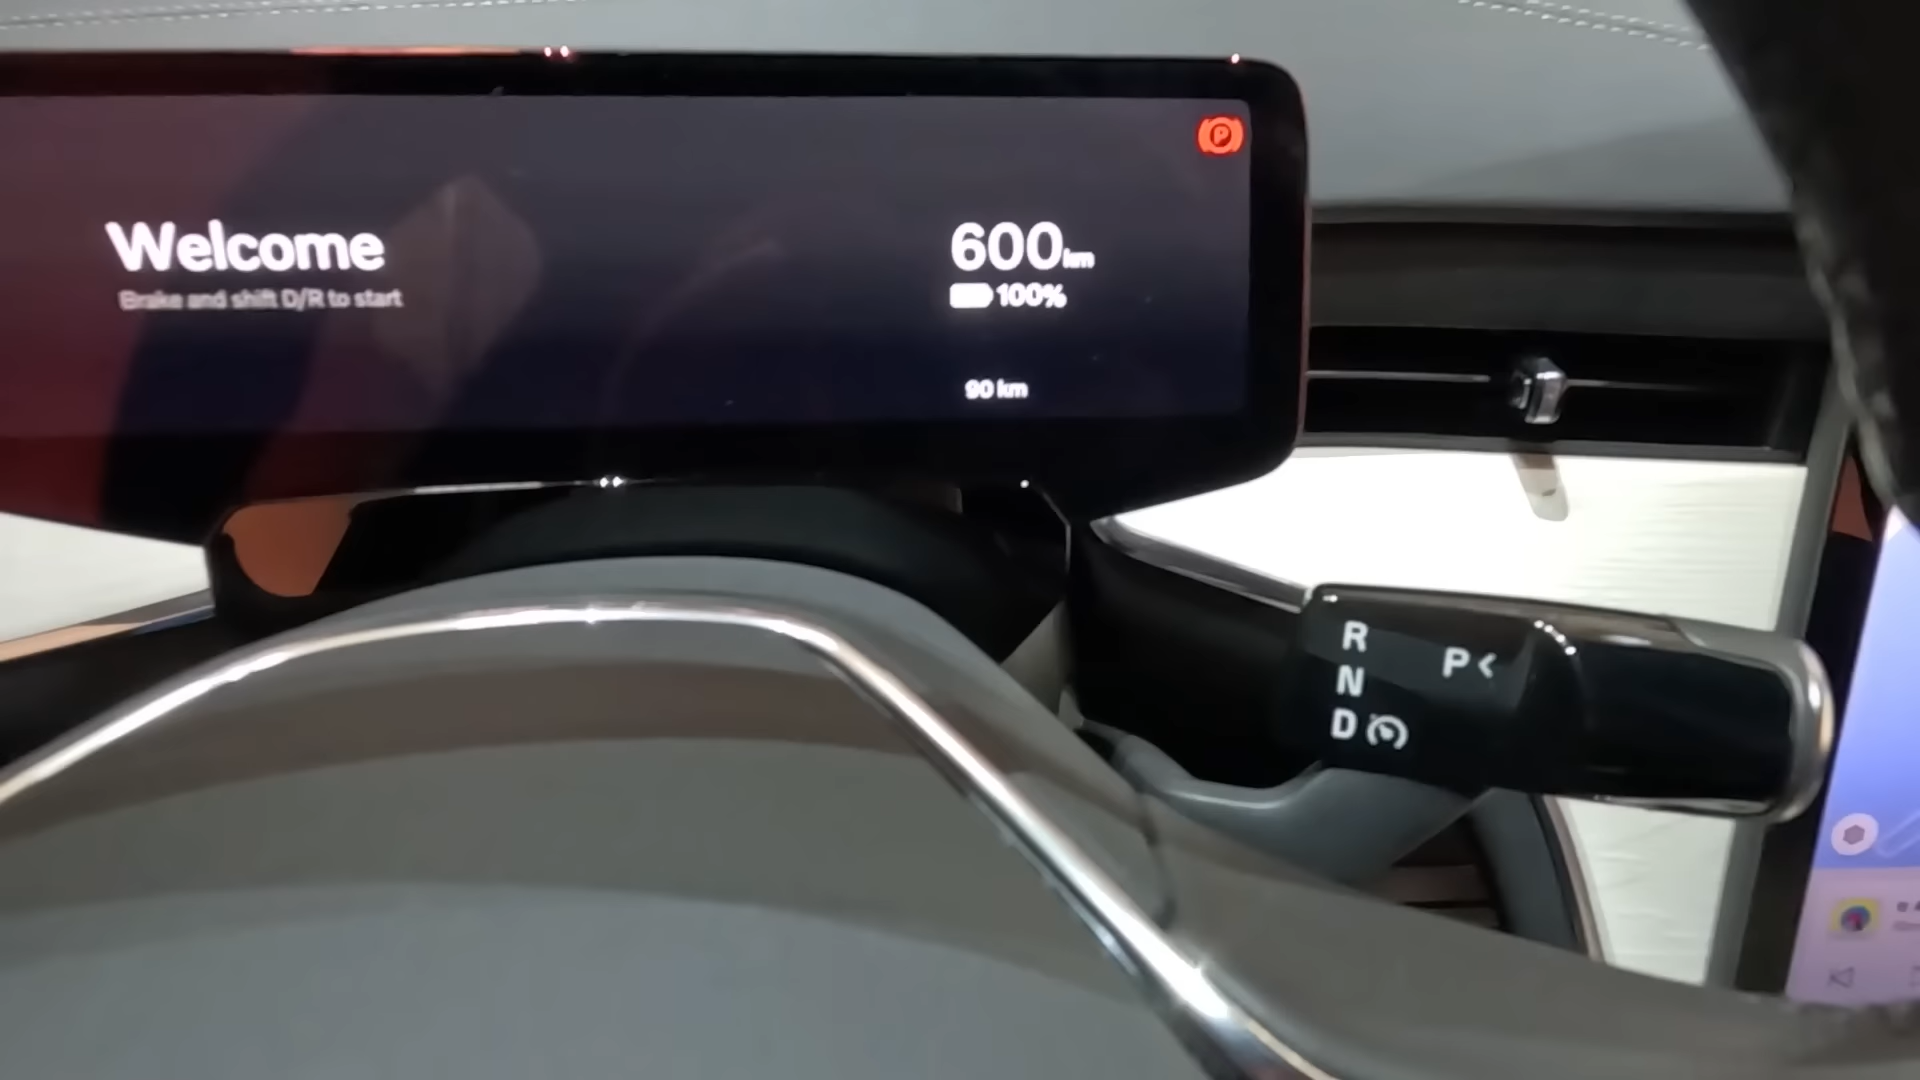 P
Welcome
Brake and shift D/R to start
600km
100%
90 km
R
N
D
P <